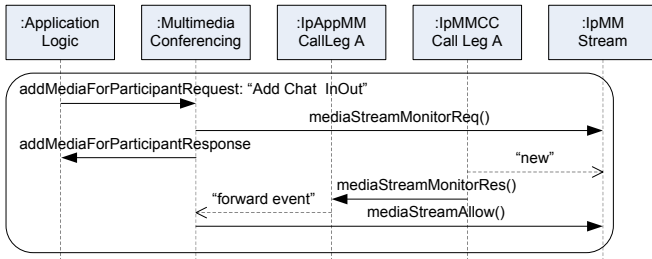 :Application
Logic
:Multimedia
Conferencing
:IpAppMM
CallLeg A
:IpMMCC
Call Leg A
:IpMM
Stream
addMediaForParticipantRequest: “Add Chat InOut”
mediaStreamMonitorReq()
addMediaForParticipantResponse
“new”
mediaStreamMonitorRes()
“forward event”
mediaStreamAllow()